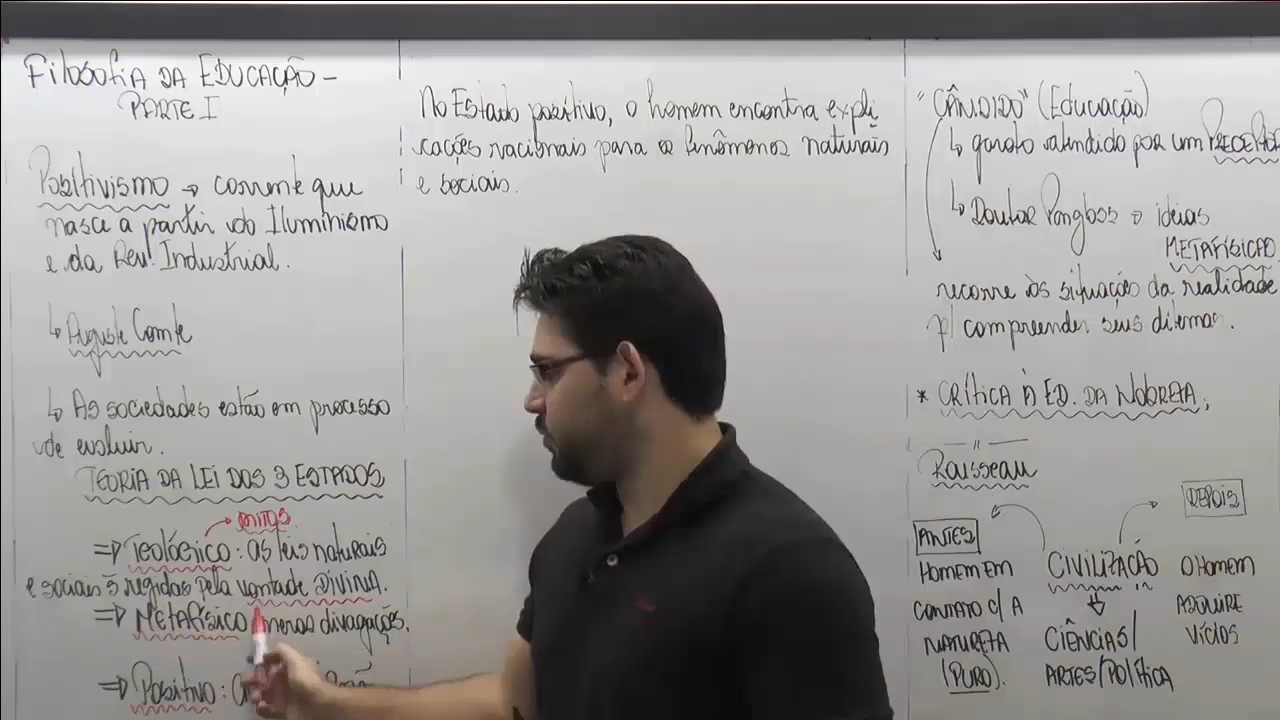 Filosofia da Educação –
Parte I
Positivismo → corrente que
nasce a partir do Iluminismo
e da Rev. Industrial.
↳ Auguste Comte
↳ As sociedades estão em processo
de evoluir.
Teoria da Lei dos 3 Estados
mitos.
⇒ Teológico: as leis naturais
e sociais s regidas pela vontade Divina.
⇒ Metafísico meras divagações.
⇒ Positivo:
No Estado positivo, o homem encontra expli
cações racionais para os fenômenos naturais
e sociais.
"Cândido" (Educação)
↳ garoto atendido por um Preceptor
↳ Doutor Pangloss → ideias
Metafísicas
recorre às situações da realidade
p/ compreender seus dilemas.
* Crítica à Ed. da Nobreza;
Rousseau
Antes
Homem em
contato c/ a
natureza
(puro).
Civilização
Ciências/
Artes/Política
Depois
O Homem
adquire
vícios